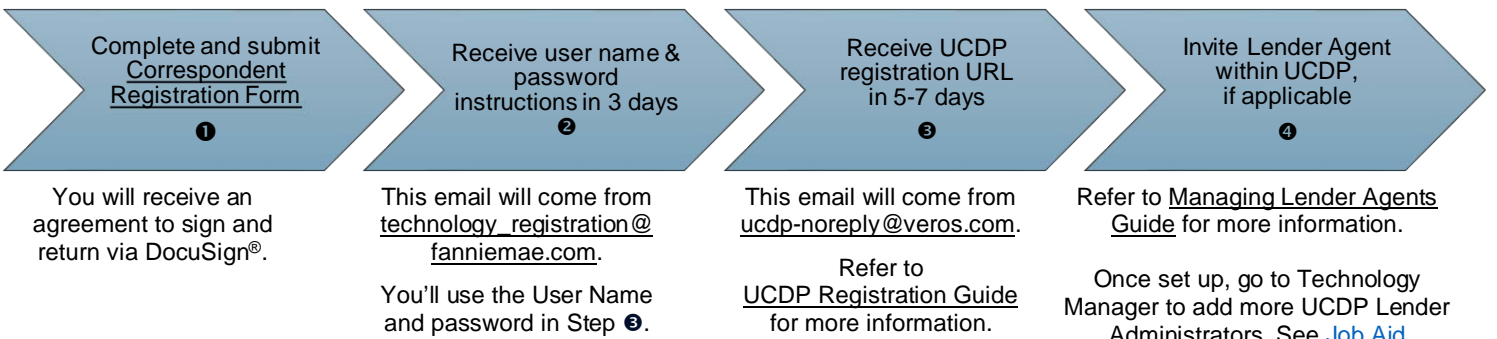 Complete and submit
Correspondent
Registration Form
❶
You will receive an
agreement to sign and
return via DocuSign®.
Receive user name &
password
instructions in 3 days
❷
This email will come from
technology_registration@
fanniemae.com.
You'll use the User Name
and password in Step ❸.
Receive UCDP
registration URL
in 5-7 days
❸
This email will come from
ucdp-noreply@veros.com.
Refer to
UCDP Registration Guide
for more information.
Invite Lender Agent
within UCDP,
if applicable
❹
Refer to Managing Lender Agents
Guide for more information.
Once set up, go to Technology
Manager to add more UCDP Lender
Administrators. See Job Aid